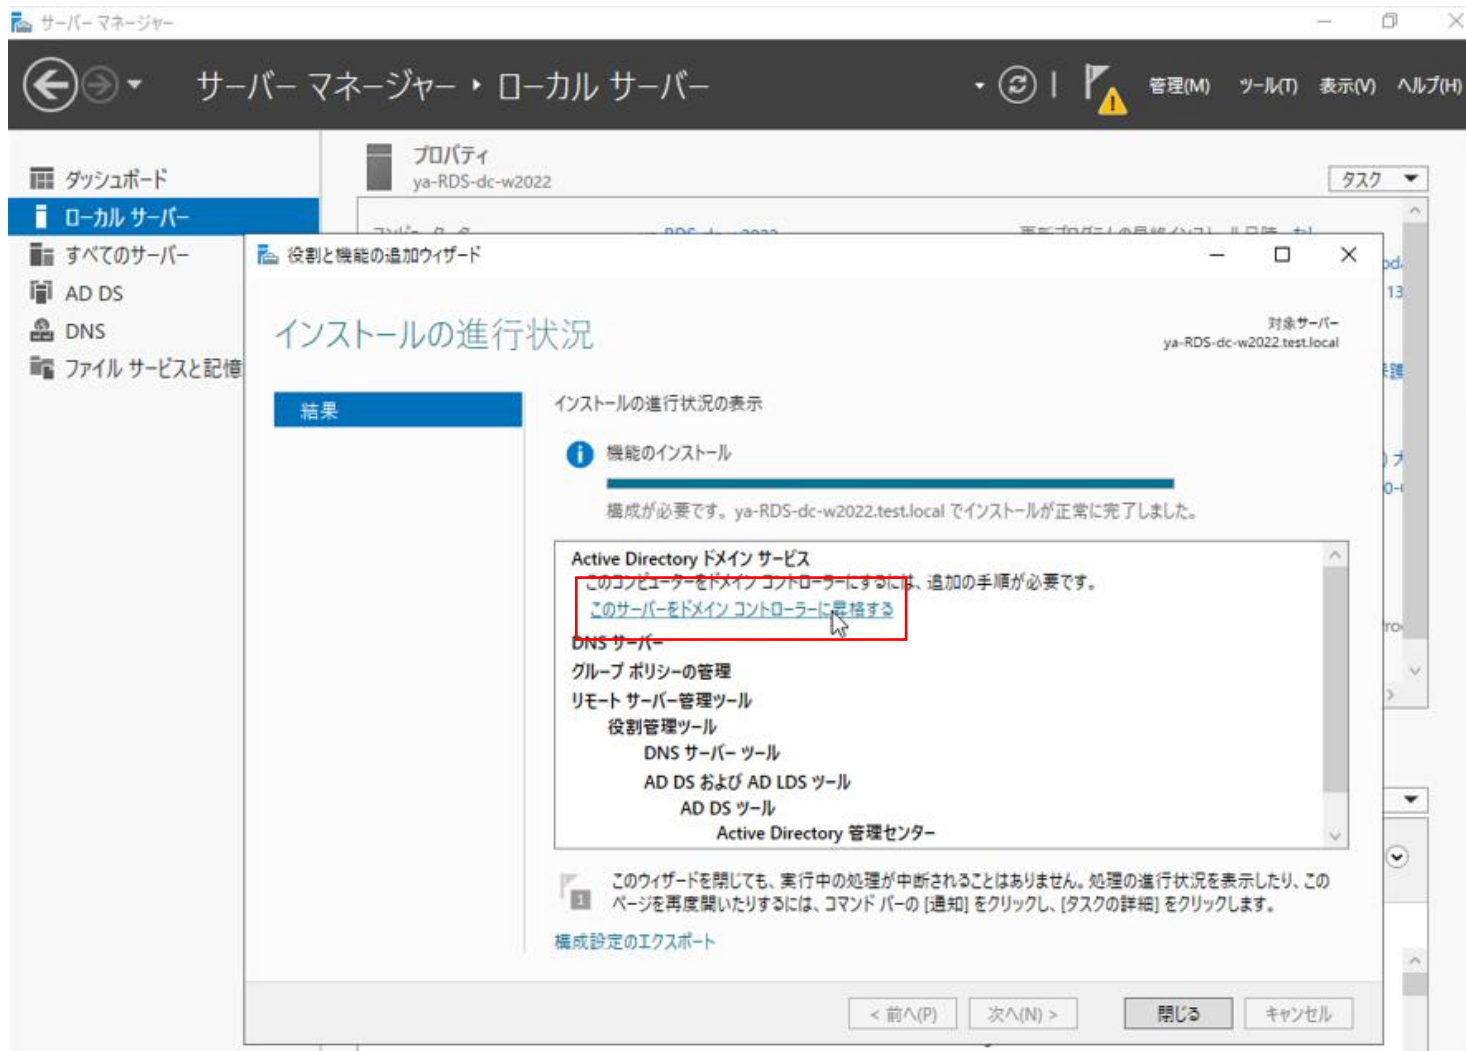 サーバー マネージャー
サーバー マネージャー ・ ローカル サーバー
管理(M) ツール(T) 表示(V) ヘルプ(H)
ダッシュボード
ローカル サーバー
すべてのサーバー
AD DS
DNS
ファイル サービスと記憶
プロパティ
ya-RDS-dc-w2022
タスク
役割と機能の追加ウィザード
インストールの進行状況
対象サーバー
ya-RDS-dc-w2022.test.local
結果
インストールの進行状況の表示
機能のインストール
構成が必要です。ya-RDS-dc-w2022.test.local でインストールが正常に完了しました。
Active Directory ドメイン サービス
このコンピューターをドメイン コントローラーにするには、追加の手順が必要です。
このサーバーをドメイン コントローラーに昇格する
DNS サーバー
グループ ポリシーの管理
リモート サーバー管理ツール
役割管理ツール
DNS サーバー ツール
AD DS および AD LDS ツール
AD DS ツール
Active Directory 管理センター
1
このウィザードを閉じても、実行中の処理が中断されることはありません。処理の進行状況を表示したり、この
ページを再度開いたりするには、コマンド バーの [通知] をクリックし、[タスクの詳細] をクリックします。
構成設定のエクスポート
< 前へ(P) 次へ(N) > 閉じる キャンセル